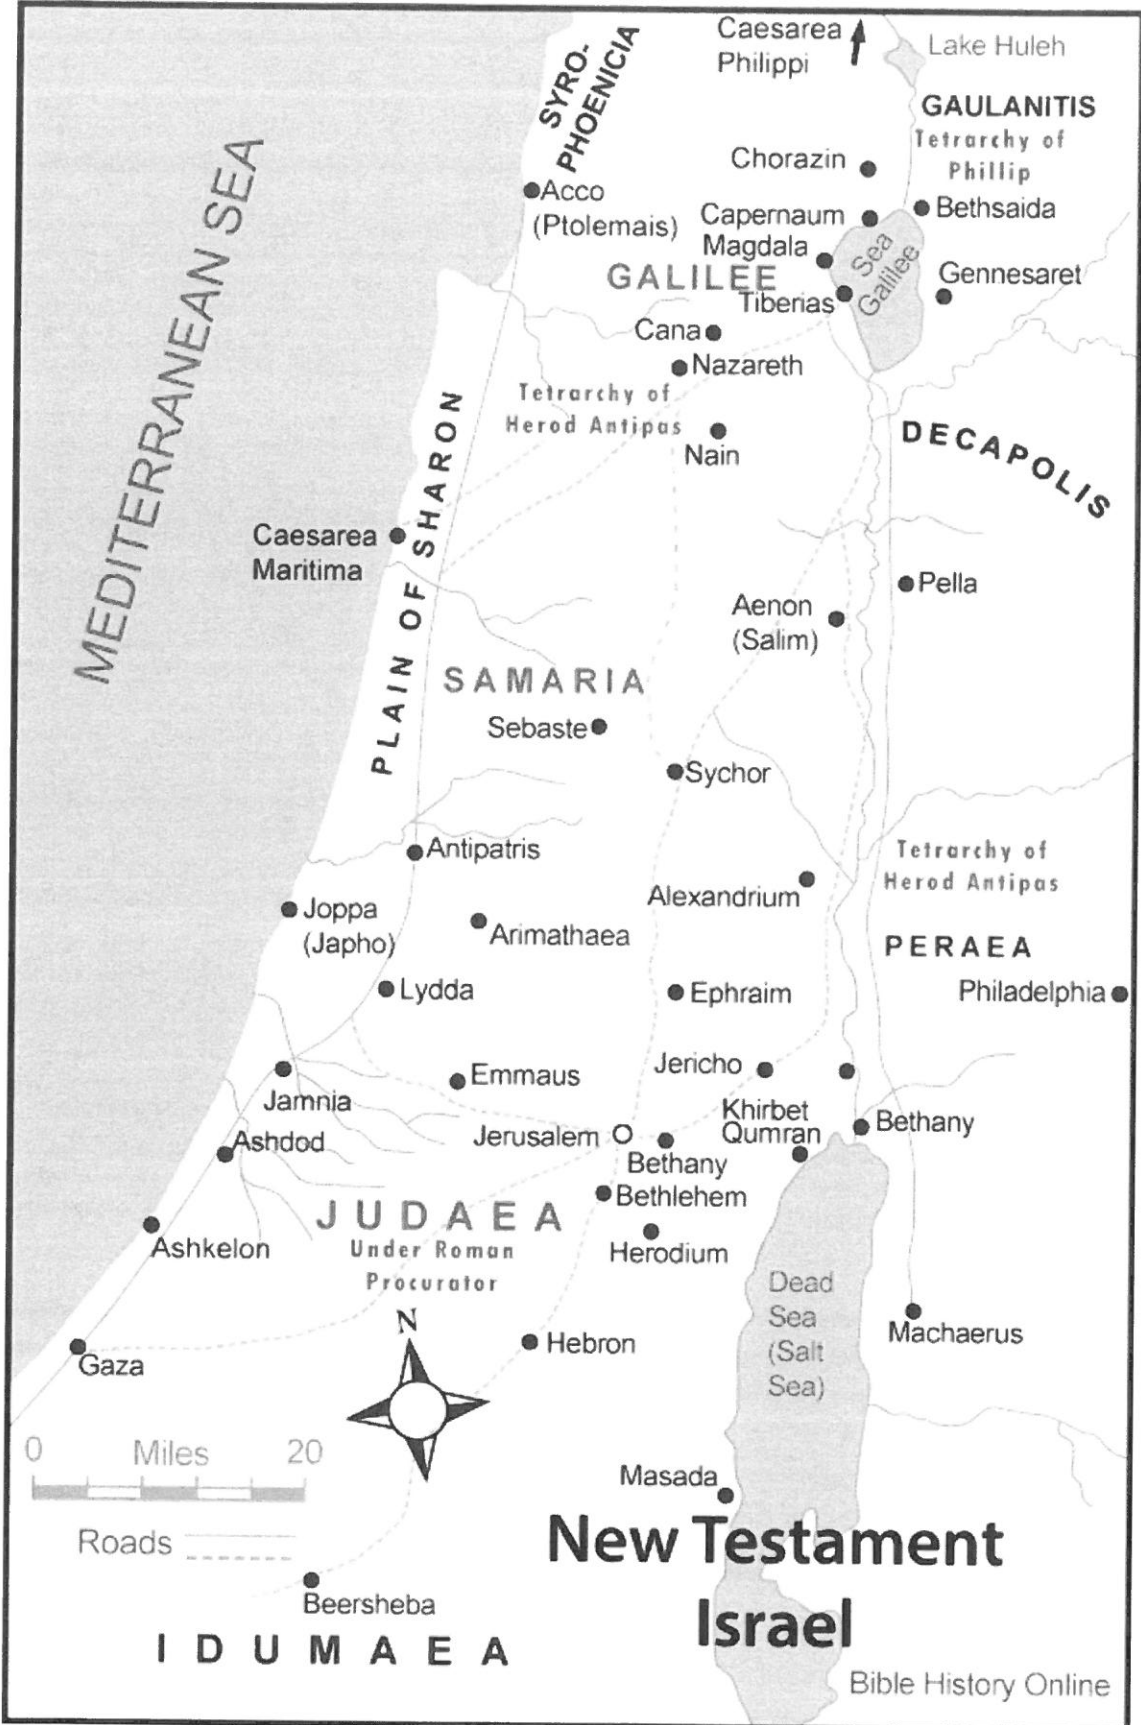 Caesarea
Philippi
Lake Huleh
SYRO-
PHOENICIA
GAULANITIS
Tetrarchy of
Phillip
Chorazin
Acco
(Ptolemais)
Capernaum
Bethsaida
Magdala
Sea
Galilee
GALILEE
Gennesaret
Tiberias
Cana
Nazareth
MEDITERRANEAN SEA
Tetrarchy of
Herod Antipas
Nain
DECAPOLIS
PLAIN OF SHARON
Caesarea
Maritima
Pella
Aenon
(Salim)
SAMARIA
Sebaste
Sychor
Antipatris
Tetrarchy of
Herod Antipas
Alexandrium
Joppa
(Japho)
Arimathaea
PERAEA
Lydda
Ephraim
Philadelphia
Jericho
Emmaus
Jamnia
Khirbet
Qumran
Bethany
Ashdod
Jerusalem
Bethany
Bethlehem
JUDAEA
Under Roman
Procurator
Ashkelon
Herodium
Dead
Sea
(Salt
Sea)
N
Machaerus
Hebron
Gaza
0 Miles 20
Masada
Roads
New Testament
Israel
Beersheba
IDUMAEA
Bible History Online